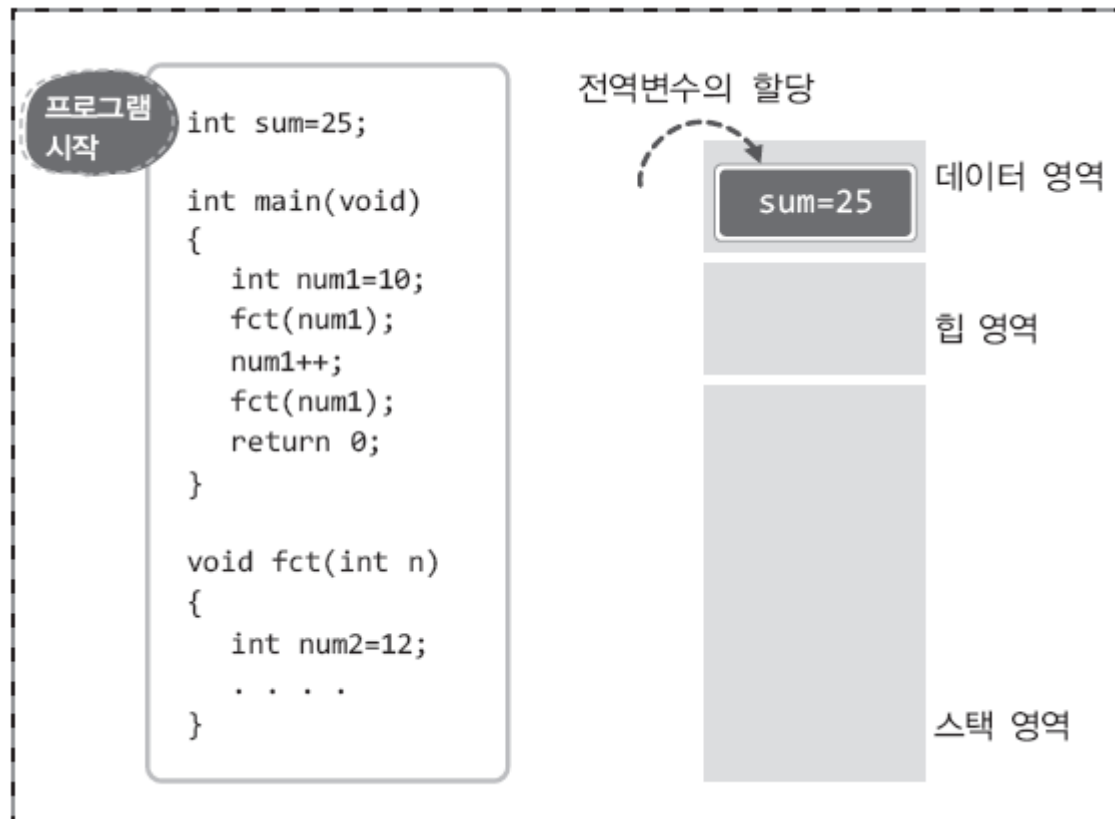 프로그램
시작
int sum=25;
int main(void)
{
int num1=10;
fct(num1);
num1++;
fct(num1);
return 0;
}
void fct(int n)
{
int num2=12;
. . . .
}
전역변수의 할당
sum=25
데이터 영역
힙 영역
스택 영역